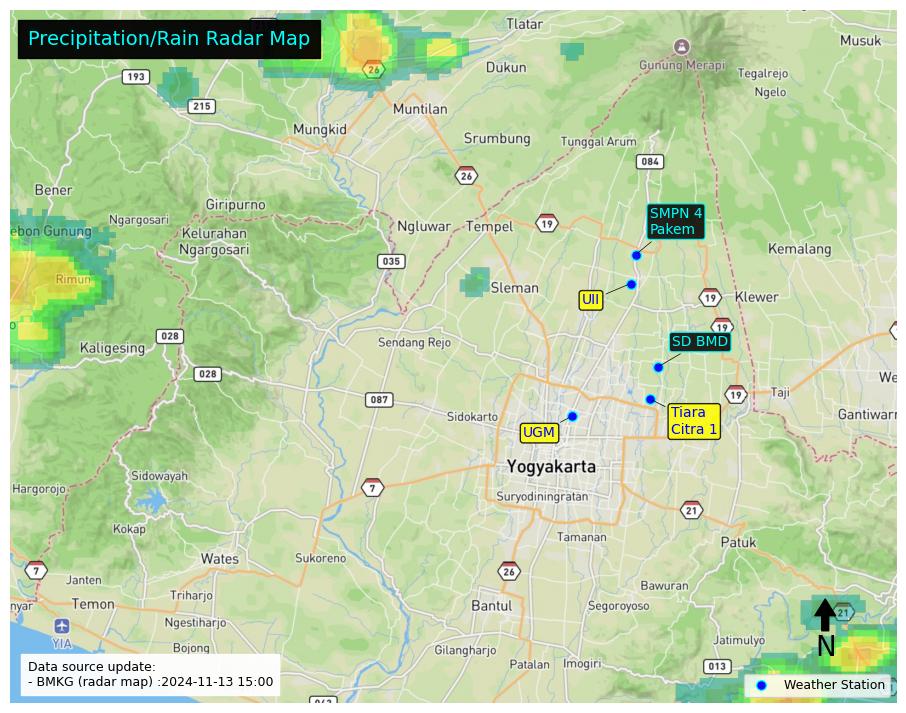 Precipitation/Rain Radar Map
Tlatar
Musuk
Gunung Merapi
193
26
Dukun
Tegalrejo
Ngelo
215
Muntilan
Mungkid
Srumbung
Tunggal Arum
084
26
Bener
Giripurno
Ngargosari
SMPN 4
Pakem
ebon Gunung
Kelurahan
Ngargosari
Ngluwar
Tempel
19
Kemalang
035
Rimun
Sleman
UII
19
Klewer
19
028
Kaligesing
Sendang Rejo
SD BMD
028
087
19
Taji
We
Sidokarto
Tiara
Citra 1
Gantiwarn
UGM
Yogyakarta
Sidowayah
Hargorojo
7
Suryodiningratan
21
Kokap
Tamanan
Patuk
Wates
Sukoreno
7
26
Janten
Bawuran
Triharjo
nyar
Temon
Bantul
Segoroyoso
21
YIA
Ngestiharjo
N
Bojong
Gilangharjo
Jatimulyo
Patalan
Imogiri
013
Data source update:
- BMKG (radar map) :2024-11-13 15:00
Weather Station